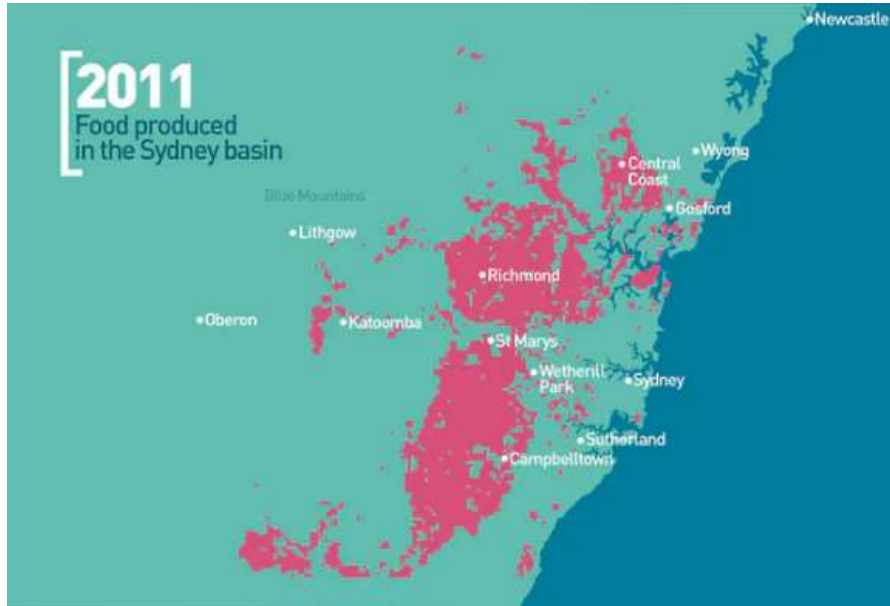 2011
Food produced
in the Sydney basin
Newcastle
Wyong
Central
Coast
Blue Mountains
Gosford
Lithgow
Richmond
Oberon
Katoomba
St Marys
Wetherill
Park
Sydney
Sutherland
Campbelltown